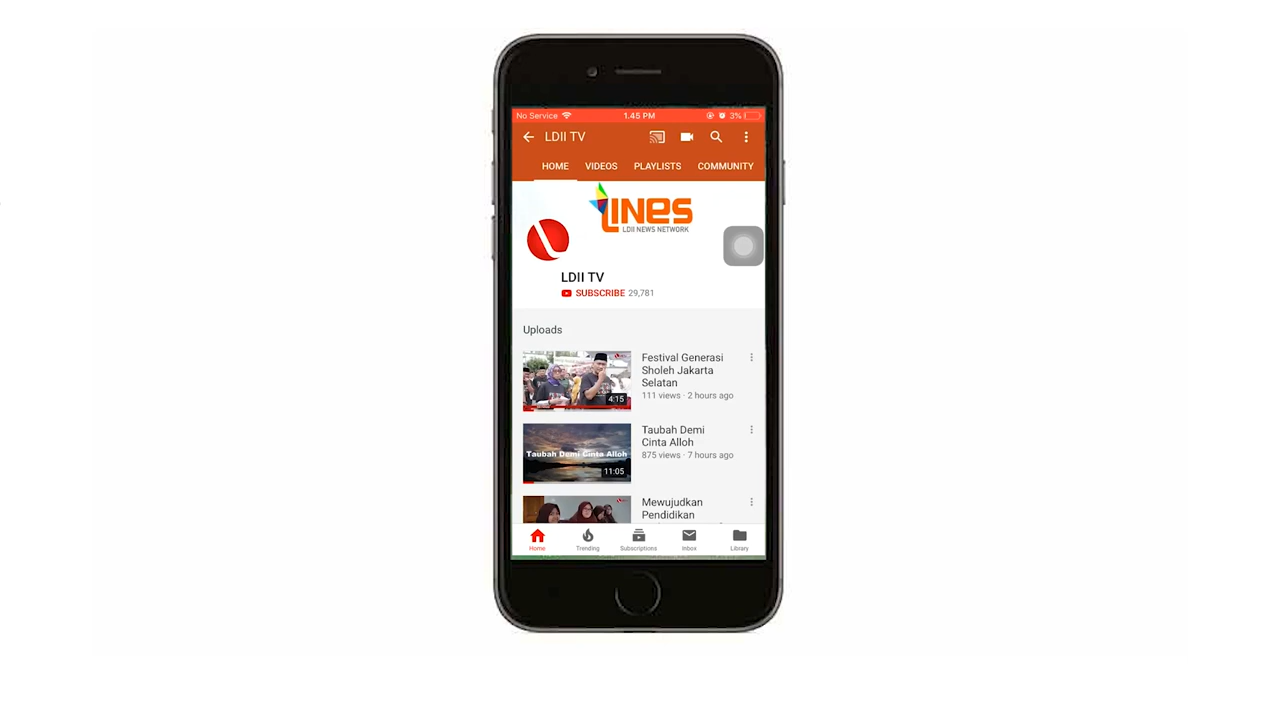 No Service 1.45 PM 3%
LDII TV
HOME VIDEOS PLAYLISTS COMMUNITY
LINES
LDII NEWS NETWORK
LDII TV
SUBSCRIBE 29,781
Uploads
Festival Generasi
Sholeh Jakarta
Selatan
111 views · 2 hours ago
4:15
Taubah Demi
Cinta Alloh
875 views · 7 hours ago
Taubah Demi Cinta Alloh
11:05
Mewujudkan
Pendidikan
Home Trending Subscriptions Inbox Library